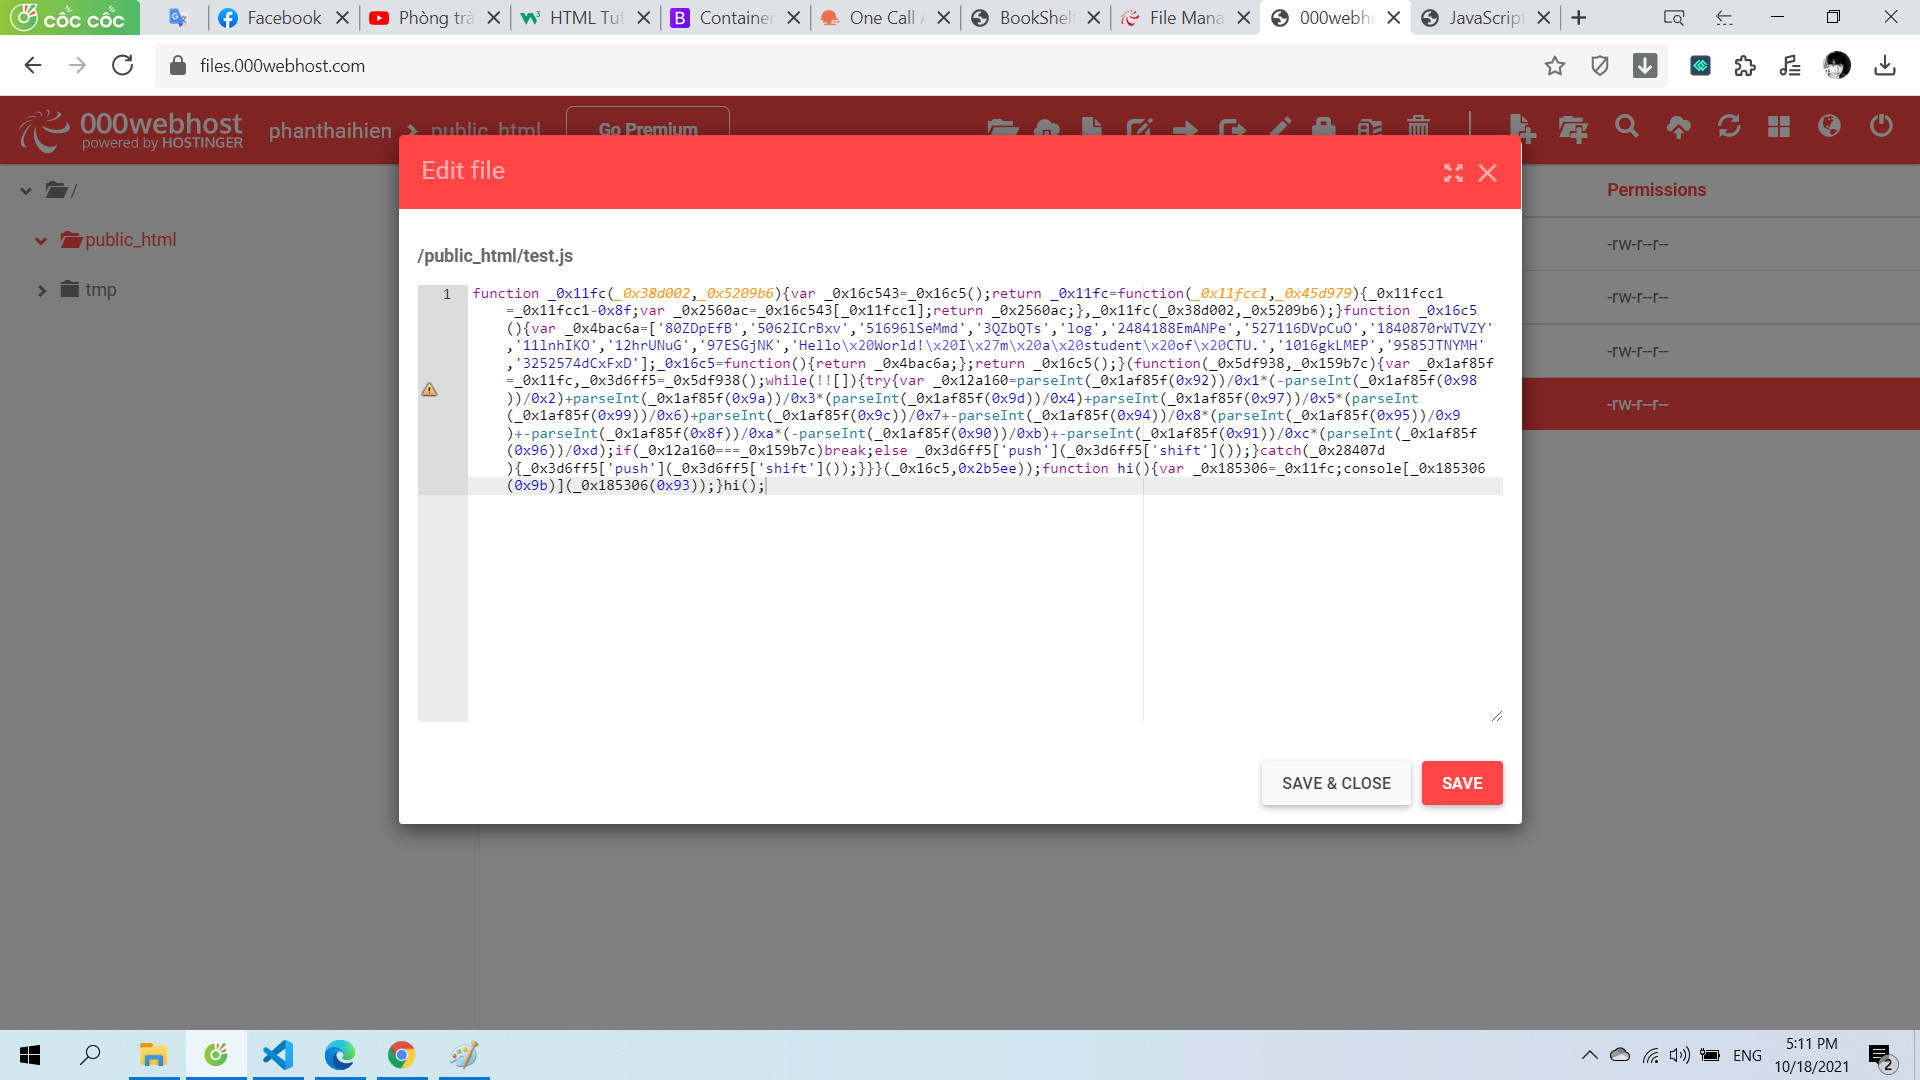 cốc cốc
Facebook
Phòng trà
HTML Tut
Container
One Call A
BookShelf
File Mana
000webho
JavaScript
files.000webhost.com
000webhost
powered by HOSTINGER
phanthaihien
public_html
Go Premium
Edit file
Permissions
/
public_html
tmp
-rw-r--r--
-rw-r--r--
-rw-r--r--
-rw-r--r--
/public_html/test.js
1
function _0x11fc(_0x38d002,_0x5209b6){var _0x16c543=_0x16c5();return _0x11fc=function(_0x11fcc1,_0x45d979){_0x11fcc1
=_0x11fcc1-0x8f;var _0x2560ac=_0x16c543[_0x11fcc1];return _0x2560ac;},_0x11fc(_0x38d002,_0x5209b6);}function _0x16c5
(){var _0x4bac6a=['80ZDpEfB','5062ICrBxv','51696lSeMmd','3QZbQTs','log','2484188EmANPe','527116DVpCuO','1840870rWTVZY'
,'11lnhIKO','12hrUNuG','97ESGjNK','Hello\x20World!\x20I\x27m\x20a\x20student\x20of\x20CTU.','1016gkLMEP','9585JTNYMH'
,'3252574dCxFxD'];_0x16c5=function(){return _0x4bac6a;};return _0x16c5();}(function(_0x5df938,_0x159b7c){var _0x1af85f
=_0x11fc,_0x3d6ff5=_0x5df938();while(!![]){try{var _0x12a160=parseInt(_0x1af85f(0x92))/0x1*(-parseInt(_0x1af85f(0x98
))/0x2)+parseInt(_0x1af85f(0x9a))/0x3*(parseInt(_0x1af85f(0x9d))/0x4)+parseInt(_0x1af85f(0x97))/0x5*(parseInt
(_0x1af85f(0x99))/0x6)+parseInt(_0x1af85f(0x9c))/0x7+-parseInt(_0x1af85f(0x94))/0x8*(parseInt(_0x1af85f(0x95))/0x9
)+-parseInt(_0x1af85f(0x8f))/0xa*(-parseInt(_0x1af85f(0x90))/0xb)+-parseInt(_0x1af85f(0x91))/0xc*(parseInt(_0x1af85f
(0x96))/0xd);if(_0x12a160===_0x159b7c)break;else _0x3d6ff5['push'](_0x3d6ff5['shift']());}catch(_0x28407d
){_0x3d6ff5['push'](_0x3d6ff5['shift']());}}}(_0x16c5,0x2b5ee));function hi(){var _0x185306=_0x11fc;console[_0x185306
(0x9b)](_0x185306(0x93));}hi();
SAVE & CLOSE
SAVE
ENG
5:11 PM
10/18/2021
2